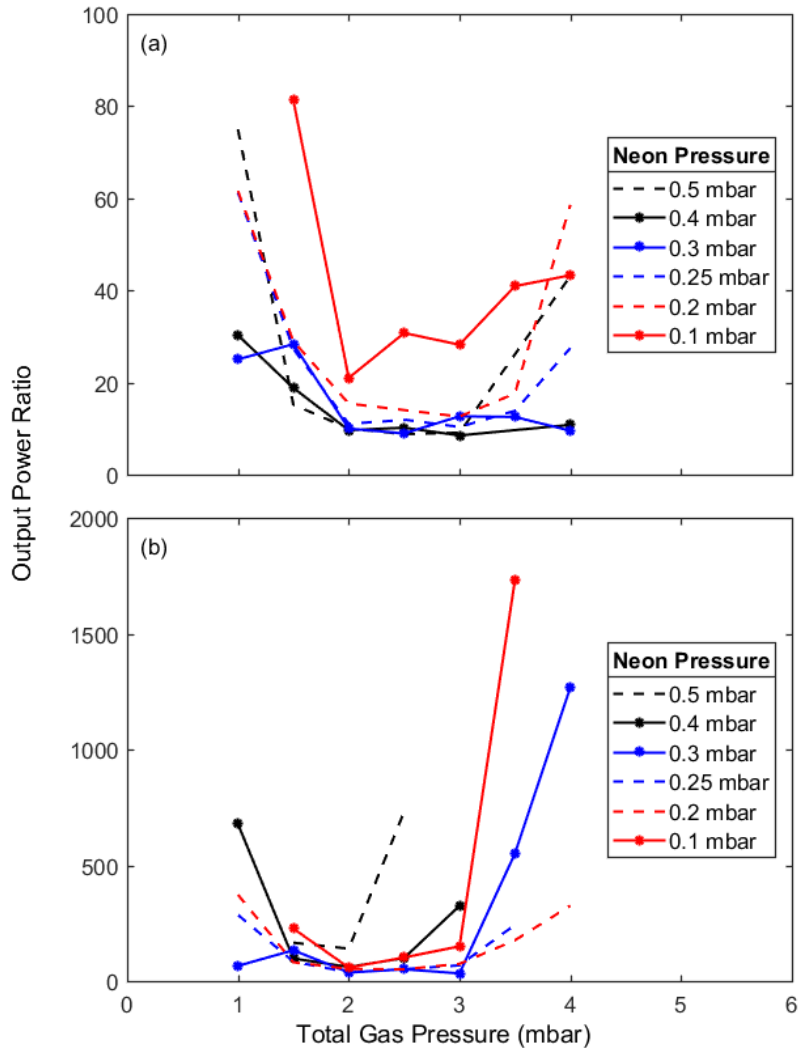 100
(a)
80
60
40
20
0
Neon Pressure
0.5 mbar
0.4 mbar
0.3 mbar
0.25 mbar
0.2 mbar
0.1 mbar
Output Power Ratio
2000
(b)
1500
1000
500
0
Neon Pressure
0.5 mbar
0.4 mbar
0.3 mbar
0.25 mbar
0.2 mbar
0.1 mbar
0 1 2 3 4 5 6
Total Gas Pressure (mbar)